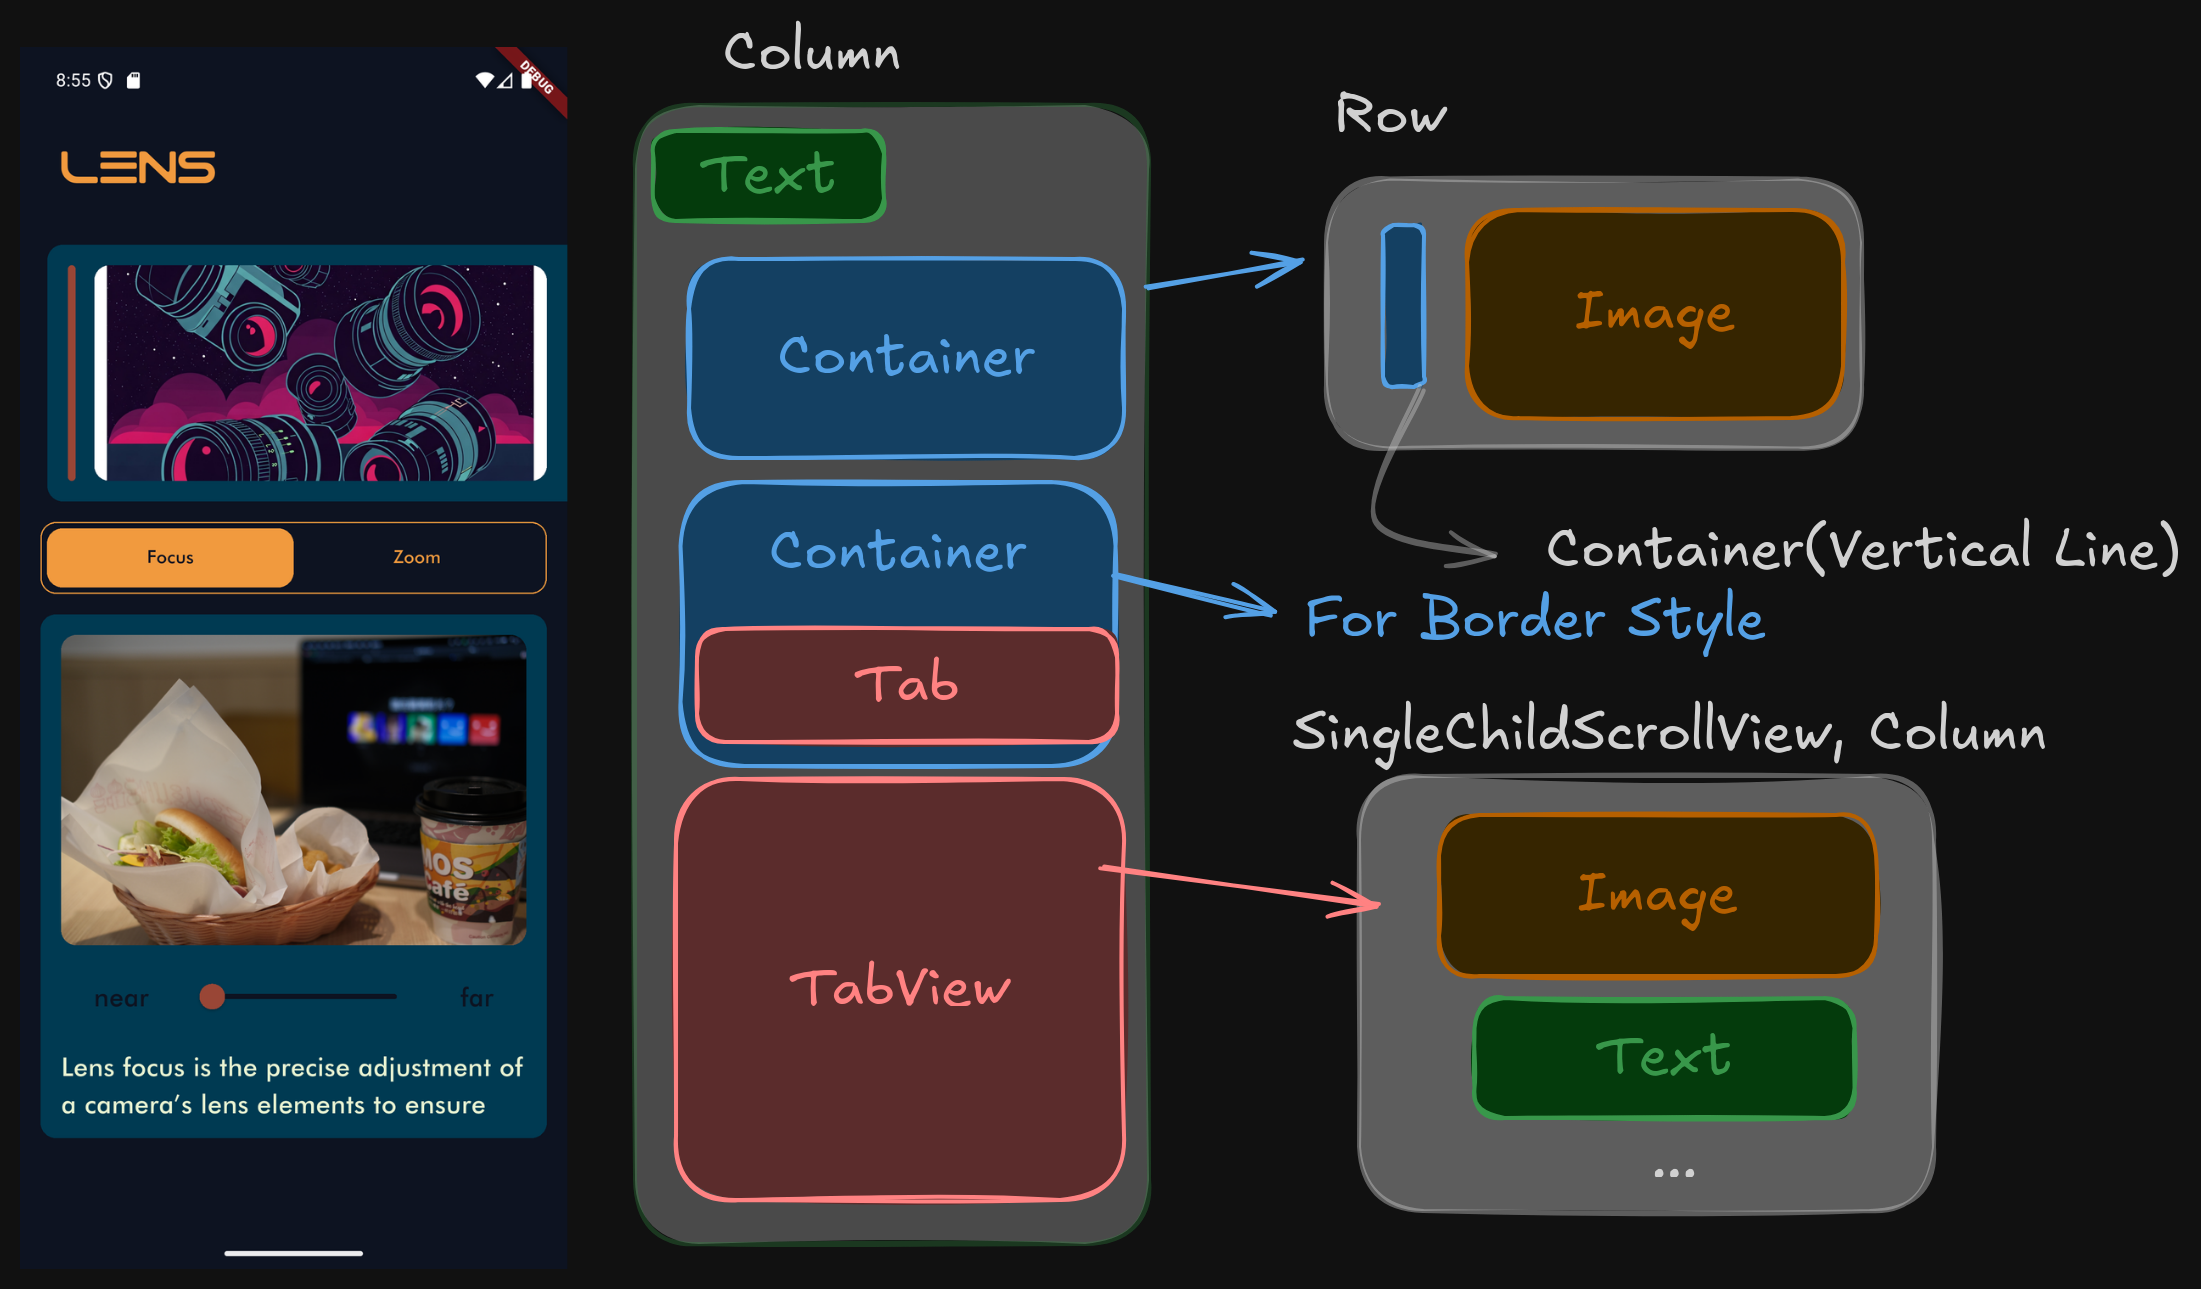 8:55
DEBUG
LENS
Focus
Zoom
MOS
Café
near
far
Lens focus is the precise adjustment of
a camera's lens elements to ensure
Column
Text
Container
Container
Tab
TabView
Row
Image
Container(Vertical Line)
For Border Style
SingleChildScrollView, Column
Image
Text
...